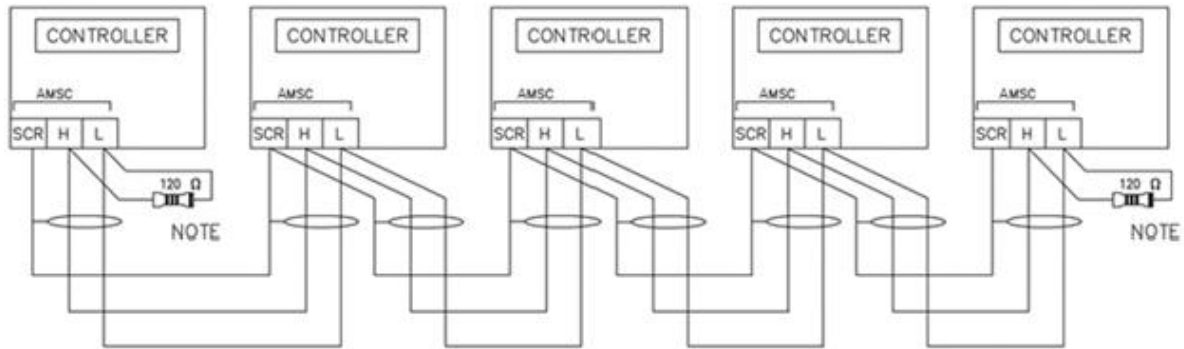 CONTROLLER CONTROLLER CONTROLLER CONTROLLER CONTROLLER
AMSC AMSC AMSC AMSC AMSC
SCR H L SCR H L SCR H L SCR H L SCR H L
120 Ω 120 Ω
NOTE NOTE